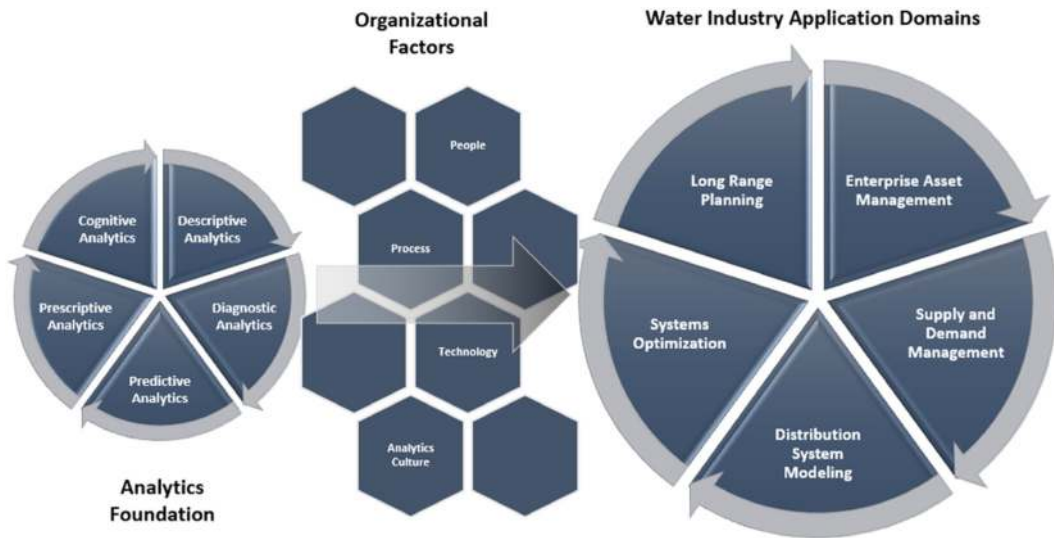 Organizational
Factors
Water Industry Application Domains
Cognitive
Analytics
Descriptive
Analytics
Prescriptive
Analytics
Diagnostic
Analytics
Predictive
Analytics
Analytics
Foundation
People
Process
Technology
Analytics
Culture
Long Range
Planning
Enterprise Asset
Management
Systems
Optimization
Supply and
Demand
Management
Distribution
System
Modeling